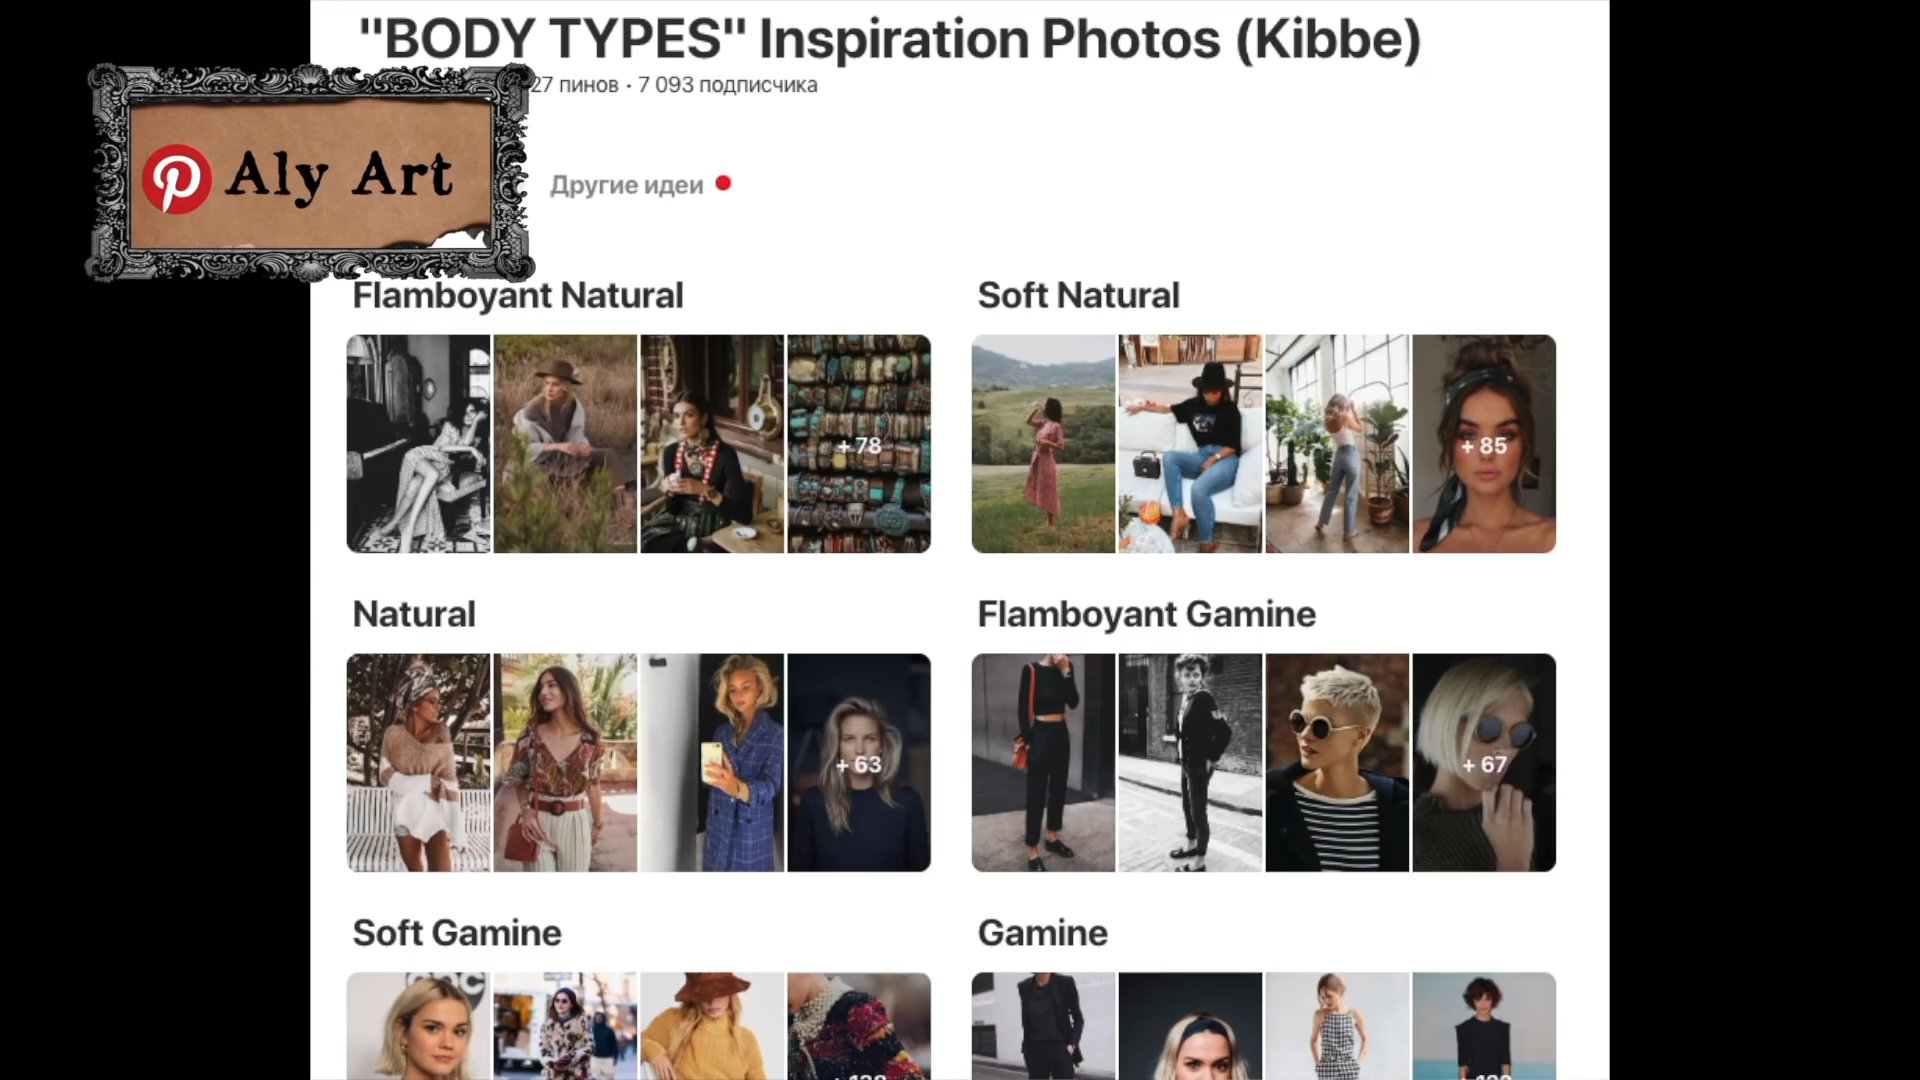 "BODY TYPES" Inspiration Photos (Kibbe)
27 пинов · 7 093 подписчика
Aly Art
Другие идеи
Flamboyant Natural
Soft Natural
+ 78
+ 85
Natural
Flamboyant Gamine
+ 63
+ 67
Soft Gamine
Gamine